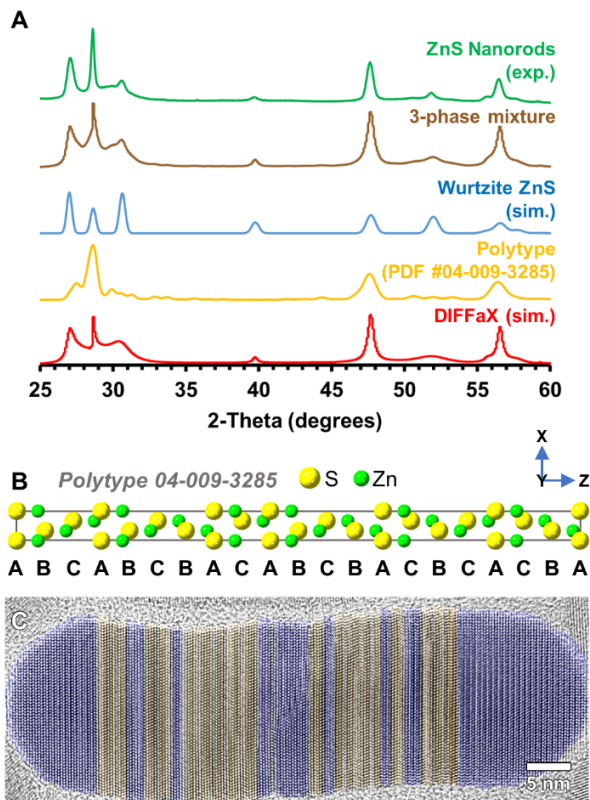 A
ZnS Nanorods
(exp.)
3-phase mixture
Wurtzite ZnS
(sim.)
Polytype
(PDF #04-009-3285)
DIFFaX (sim.)
25 30 35 40 45 50 55 60
2-Theta (degrees)
B
Polytype 04-009-3285
S
Zn
X
Y
Z
A B C A B C B A C A B C B A C B C A C B A
C
5 nm